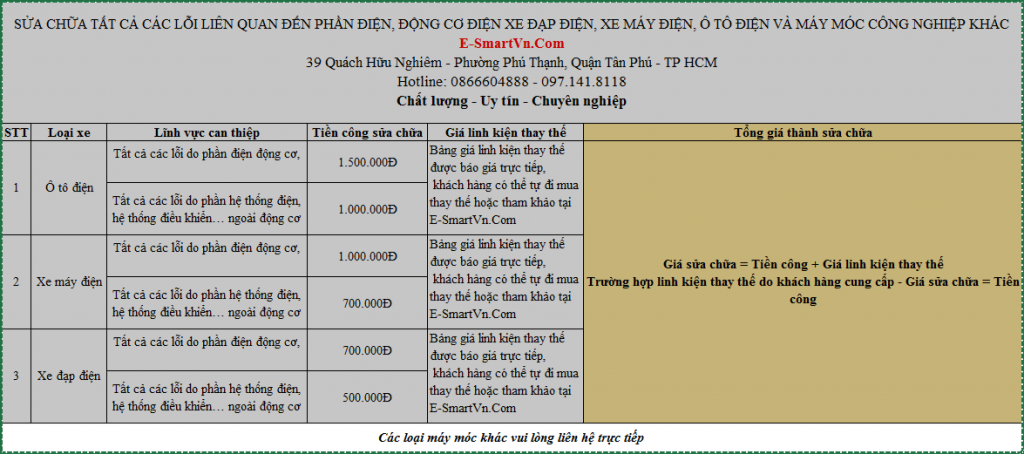 SỬA CHỮA TẤT CẢ CÁC LỖI LIÊN QUAN ĐẾN PHẦN ĐIỆN, ĐỘNG CƠ ĐIỆN XE ĐẠP ĐIỆN, XE MÁY ĐIỆN, Ô TÔ ĐIỆN VÀ MÁY MÓC CÔNG NGHIỆP KHÁC
E-SmartVn.Com
39 Quách Hữu Nghiêm - Phường Phú Thạnh, Quận Tân Phú - TP HCM
Hotline: 0866604888 - 097.141.8118
Chất lượng - Uy tín - Chuyên nghiệp
STT Loại xe Lĩnh vực can thiệp Tiền công sửa chữa Giá linh kiện thay thế Tổng giá thành sửa chữa
1
Ô tô điện
Tất cả các lỗi do phần điện động cơ,
1.500.000Đ
Tất cả các lỗi do phần hệ thống điện,
hệ thống điều khiển… ngoài động cơ
1.000.000Đ
Bảng giá linh kiện thay thế
được báo giá trực tiếp,
khách hàng có thể tự đi mua
thay thế hoặc tham khảo tại
E-SmartVn.Com
2
Xe máy điện
Tất cả các lỗi do phần điện động cơ,
1.000.000Đ
Tất cả các lỗi do phần hệ thống điện,
hệ thống điều khiển… ngoài động cơ
700.000Đ
Bảng giá linh kiện thay thế
được báo giá trực tiếp,
khách hàng có thể tự đi mua
thay thế hoặc tham khảo tại
E-SmartVn.Com
3
Xe đạp điện
Tất cả các lỗi do phần điện động cơ,
700.000Đ
Tất cả các lỗi do phần hệ thống điện,
hệ thống điều khiển… ngoài động cơ
500.000Đ
Bảng giá linh kiện thay thế
được báo giá trực tiếp,
khách hàng có thể tự đi mua
thay thế hoặc tham khảo tại
E-SmartVn.Com
Giá sửa chữa = Tiền công + Giá linh kiện thay thế
Trường hợp linh kiện thay thế do khách hàng cung cấp - Giá sửa chữa = Tiền
công
Các loại máy móc khác vui lòng liên hệ trực tiếp